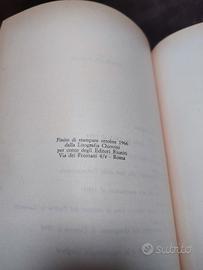 Finito di stampare ottobre 1966
dalla Litografia Chiovini
per conto degli Editori Riuniti
Via dei Frentani 4/c - Roma
subito